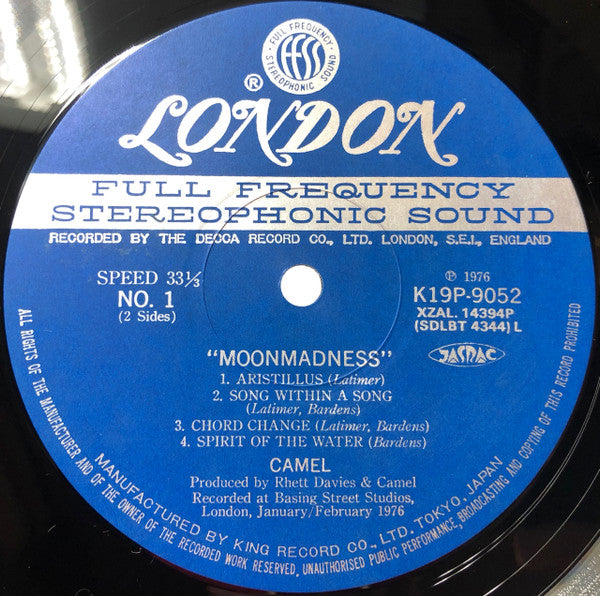 FULL FREQUENCY
ffss
STEREOPHONIC SOUND
®
LONDON
FULL FREQUENCY
STEREOPHONIC SOUND
RECORDED BY THE DECCA RECORD CO., LTD. LONDON, S.E.I., ENGLAND
SPEED 33⅓
NO. 1
(2 Sides)
℗ 1976
K19P-9052
XZAL. 14394P
(SDLBT 4344) L
JASRAC
"MOONMADNESS"
1. ARISTILLUS (Latimer)
2. SONG WITHIN A SONG
(Latimer, Bardens)
3. CHORD CHANGE (Latimer, Bardens)
4. SPIRIT OF THE WATER (Bardens)
CAMEL
Produced by Rhett Davies & Camel
Recorded at Basing Street Studios,
London, January/February 1976
MANUFACTURED BY KING RECORD CO., LTD. TOKYO, JAPAN
ALL RIGHTS OF THE MANUFACTURER AND OF THE OWNER OF THE RECORDED WORK RESERVED, UNAUTHORISED PUBLIC PERFORMANCE, BROADCASTING AND COPYING OF THIS RECORD PROHIBITED